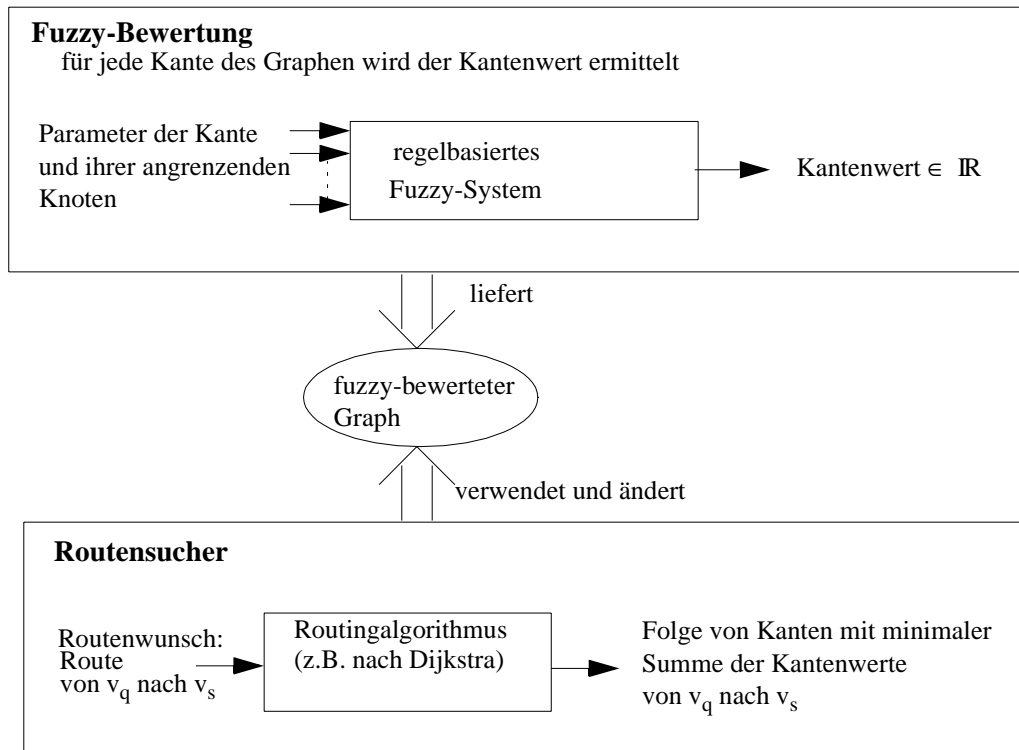 Fuzzy-Bewertung
für jede Kante des Graphen wird der Kantenwert ermittelt
Parameter der Kante
und ihrer angrenzenden
Knoten
regelbasiertes
Fuzzy-System
Kantenwert ∈ ℝ
liefert
fuzzy-bewerteter
Graph
verwendet und ändert
Routensucher
Routenwunsch:
Route
von v_q nach v_s
Routingalgorithmus
(z.B. nach Dijkstra)
Folge von Kanten mit minimaler
Summe der Kantenwerte
von v_q nach v_s